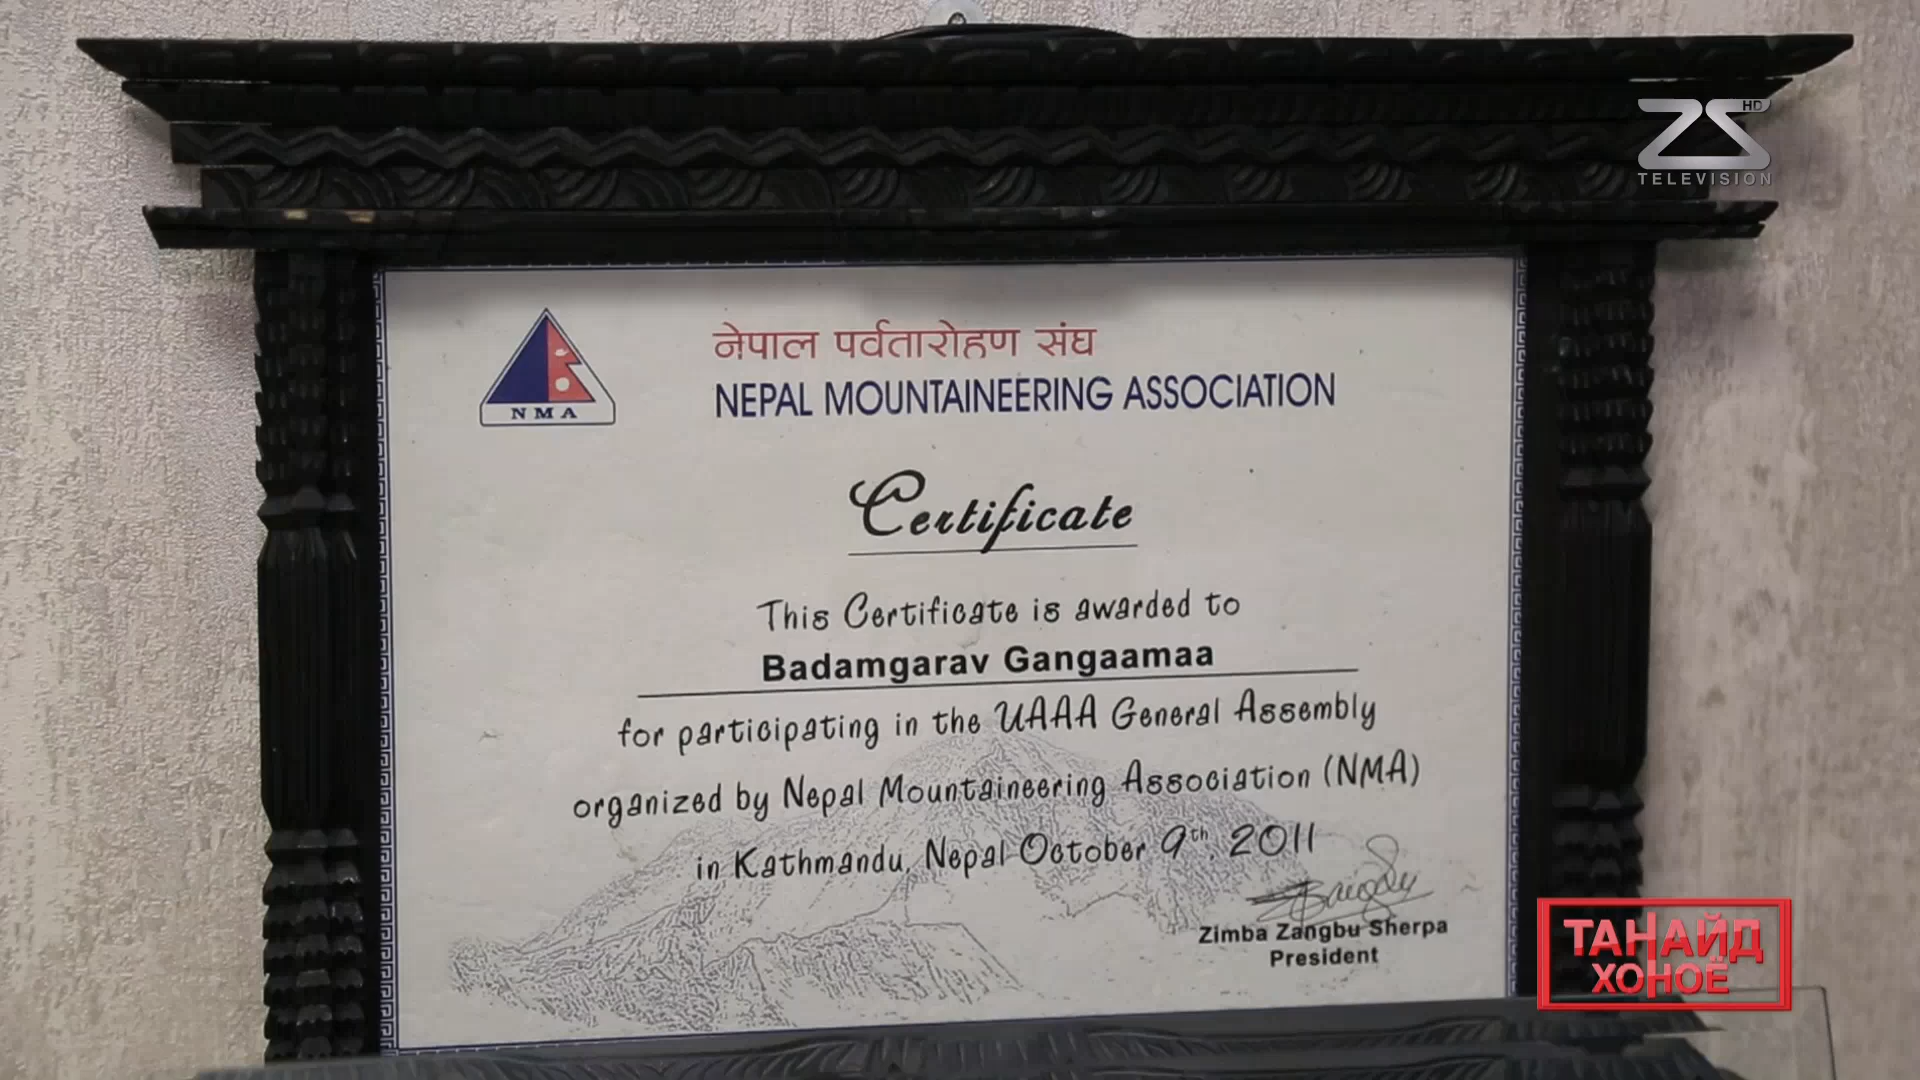 HD
TELEVISION
नेपाल पर्वतारोहण संघ
NEPAL MOUNTAINEERING ASSOCIATION
NMA
Certificate
This Certificate is awarded to
Badamgarav Gangaamaa
for participating in the UAAA General Assembly
organized by Nepal Mountaineering Association (NMA)
in Kathmandu, Nepal October 9th, 2011
Zimba Zangbu Sherpa
President
ТАНАЙД
ХОНОЁ